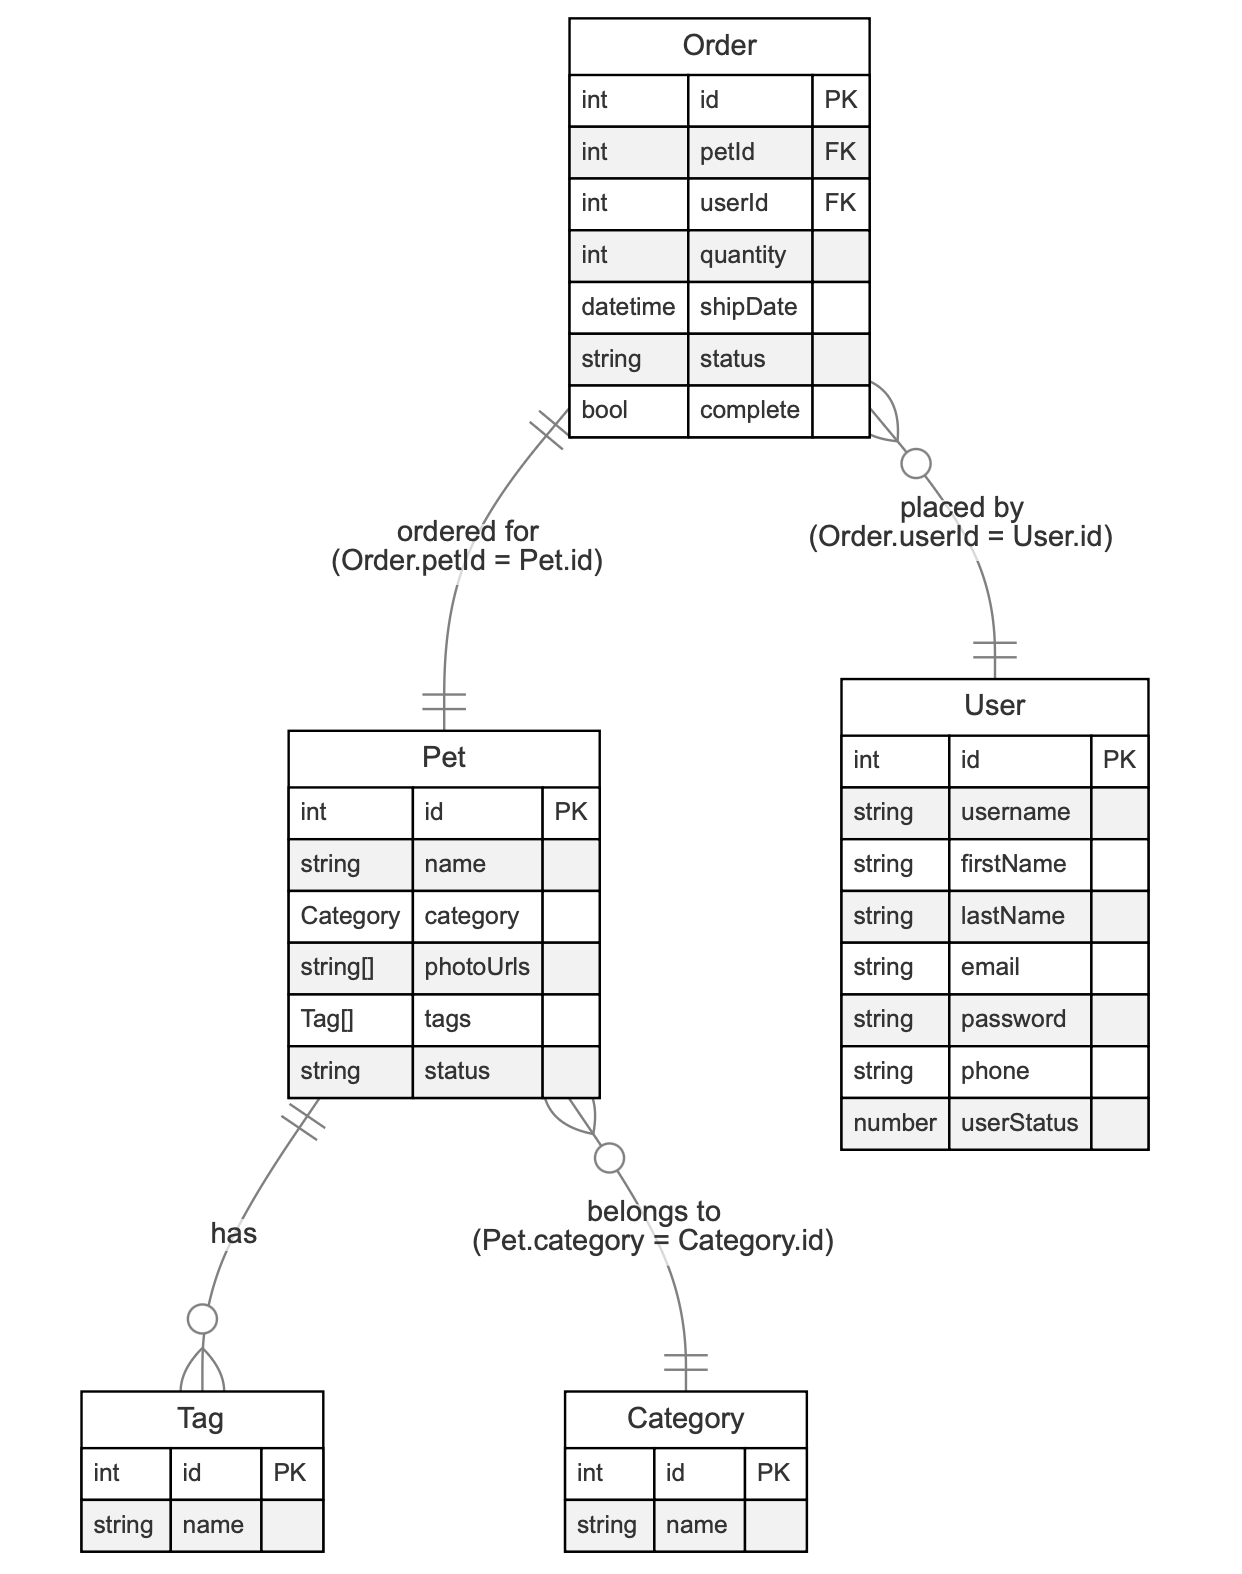 Order
int id PK
int petId FK
int userId FK
int quantity
datetime shipDate
string status
bool complete
ordered for
(Order.petId = Pet.id)
placed by
(Order.userId = User.id)
Pet
int id PK
string name
Category category
string[] photoUrls
Tag[] tags
string status
User
int id PK
string username
string firstName
string lastName
string email
string password
string phone
number userStatus
has
belongs to
(Pet.category = Category.id)
Tag
int id PK
string name
Category
int id PK
string name